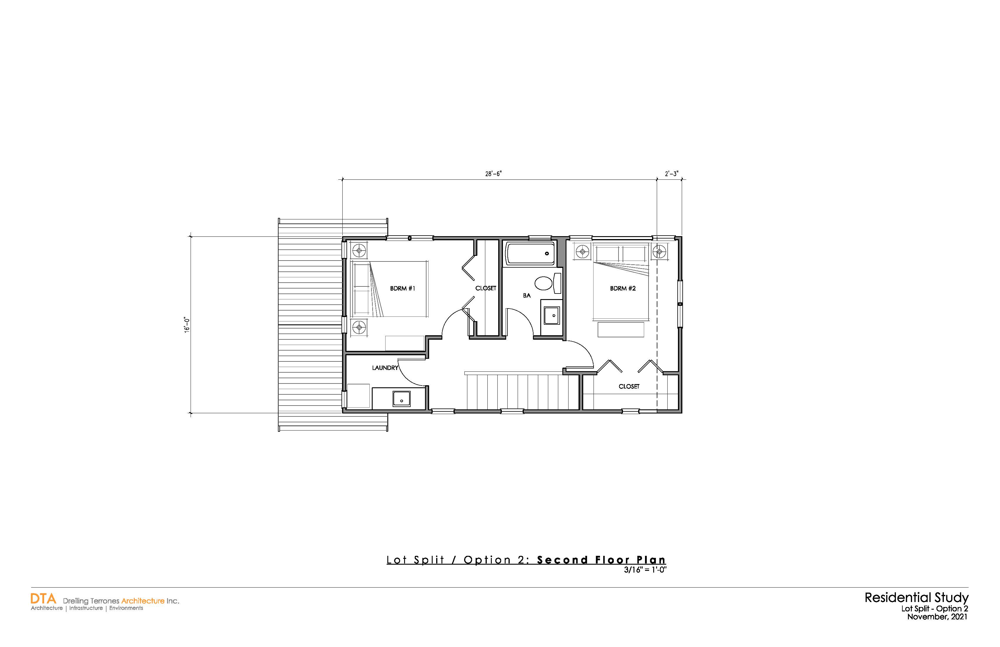 28'-6"
2'-3"
16'-0"
BDRM #1
CLOSET
BA
BDRM #2
LAUNDRY
CLOSET
Lot Split / Option 2: Second Floor Plan
3/16" = 1'-0"
DTA Dreiling Terrones Architecture Inc.
Architecture | Infrastructure | Environments
Residential Study
Lot Split - Option 2
November, 2021